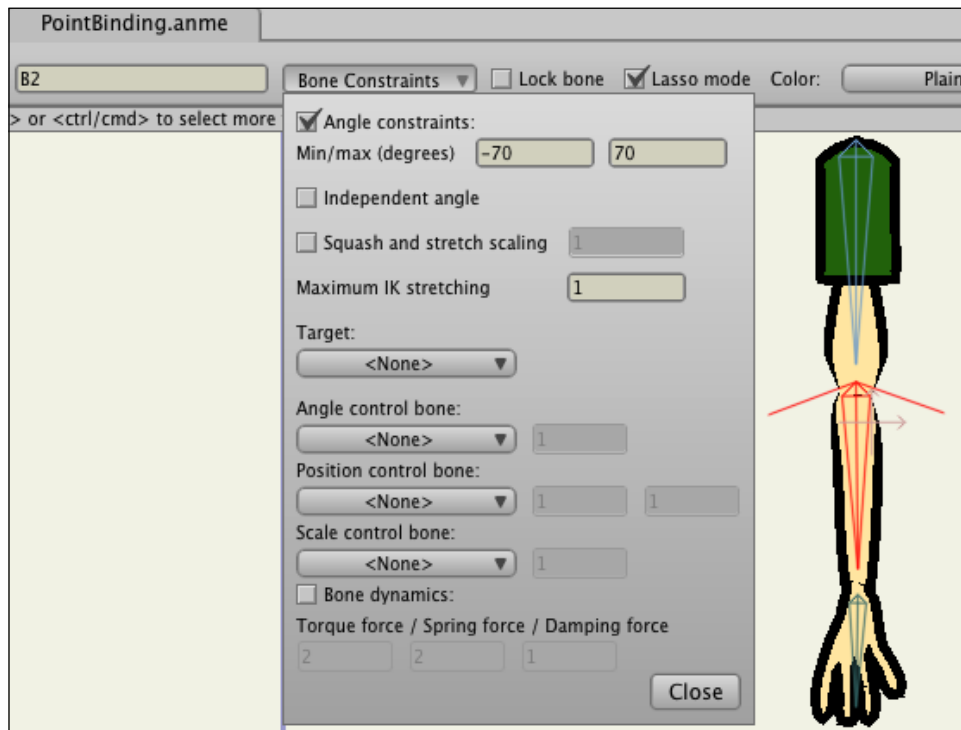 PointBinding.anme
B2 Bone Constraints Lock bone Lasso mode Color: Plain
> or <ctrl/cmd> to select more
Angle constraints:
Min/max (degrees) -70 70
Independent angle
Squash and stretch scaling 1
Maximum IK stretching 1
Target:
<None>
Angle control bone:
<None> 1
Position control bone:
<None> 1 1
Scale control bone:
<None> 1
Bone dynamics:
Torque force / Spring force / Damping force
2 2 1
Close